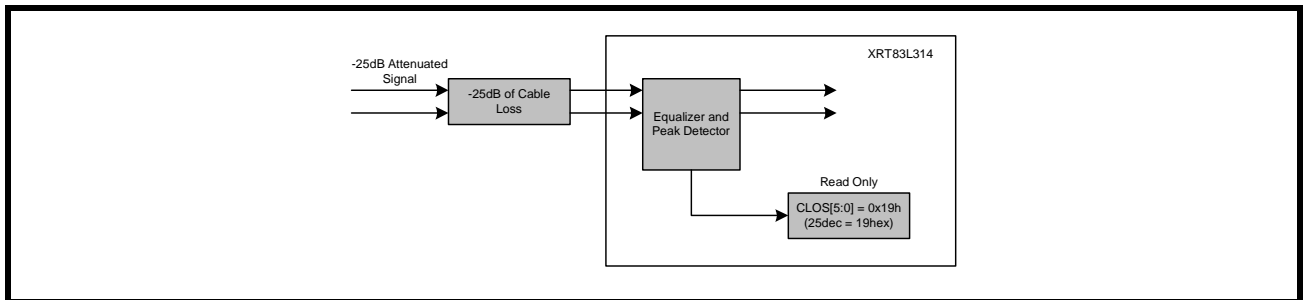 XRT83L314
-25dB Attenuated
Signal
-25dB of Cable
Loss
Equalizer and
Peak Detector
Read Only
CLOS[5:0] = 0x19h
(25dec = 19hex)